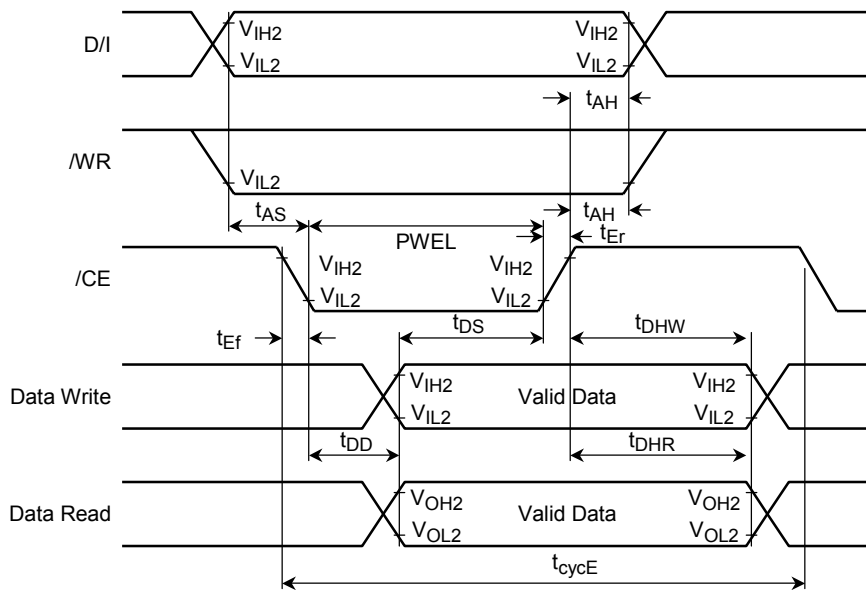 D/I
VIH2
VIL2
VIH2
VIL2
tAH
/WR
VIL2
tAS
tAH
PWEL
tEr
/CE
VIH2
VIL2
VIH2
VIL2
tEf
tDS
tDHW
Data Write
VIH2
VIL2
Valid Data
VIH2
VIL2
tDD
tDHR
Data Read
VOH2
VOL2
Valid Data
VOH2
VOL2
tcycE